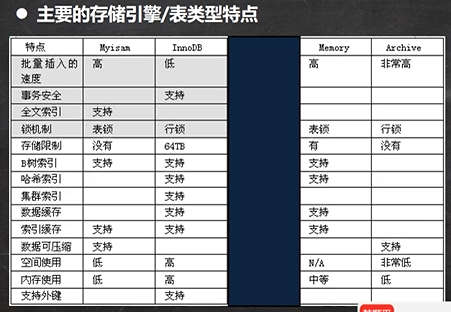 ● 主要的存储引擎/表类型特点
特点 Myisam InnoDB Memory Archive
批量插入的速度 高 低 高 非常高
事务安全 支持
全文索引 支持
锁机制 表锁 行锁 表锁 行锁
存储限制 没有 64TB 有 没有
B树索引 支持 支持 支持
哈希索引 支持 支持
集群索引 支持
数据缓存 支持 支持
索引缓存 支持 支持 支持
数据可压缩 支持 支持
空间使用 低 高 N/A 非常低
内存使用 低 高 中等 低
支持外键 支持